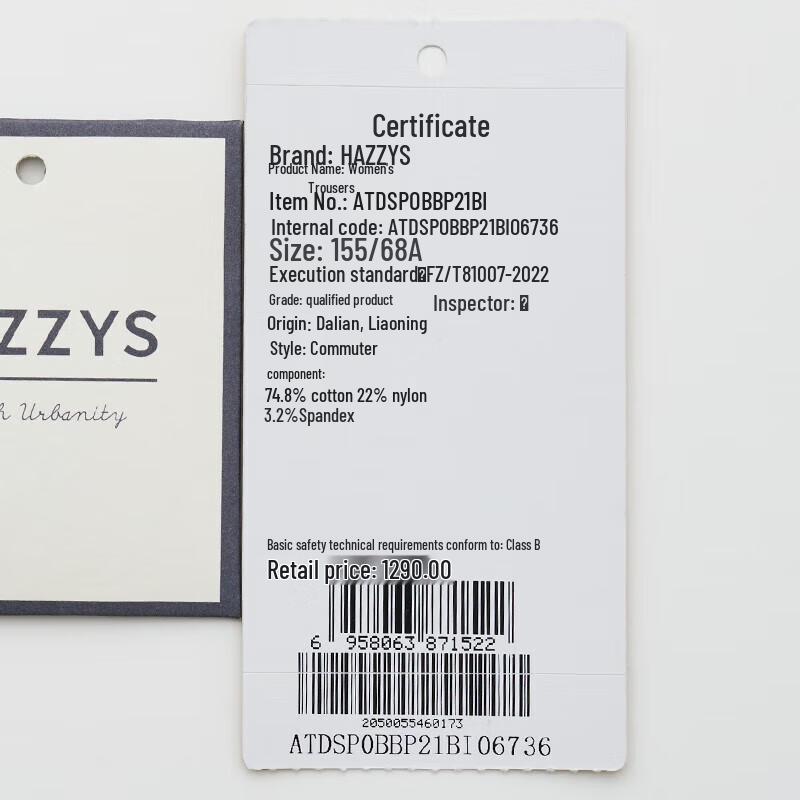 ZZYS
h Urbanity
Certificate
Brand: HAZZYS
Product Name: Women's
Trousers
Item No.: ATDSP0BBP21BI
Internal code: ATDSP0BBP21BI06736
Size: 155/68A
Execution standard FZ/T81007-2022
Grade: qualified product
Inspector:
Origin: Dalian, Liaoning
Style: Commuter
component:
74.8% cotton 22% nylon
3.2%Spandex
Basic safety technical requirements conform to: Class B
Retail price: 1290.00
6 958063 871522
2050055460173
ATDSP0BBP21BI06736